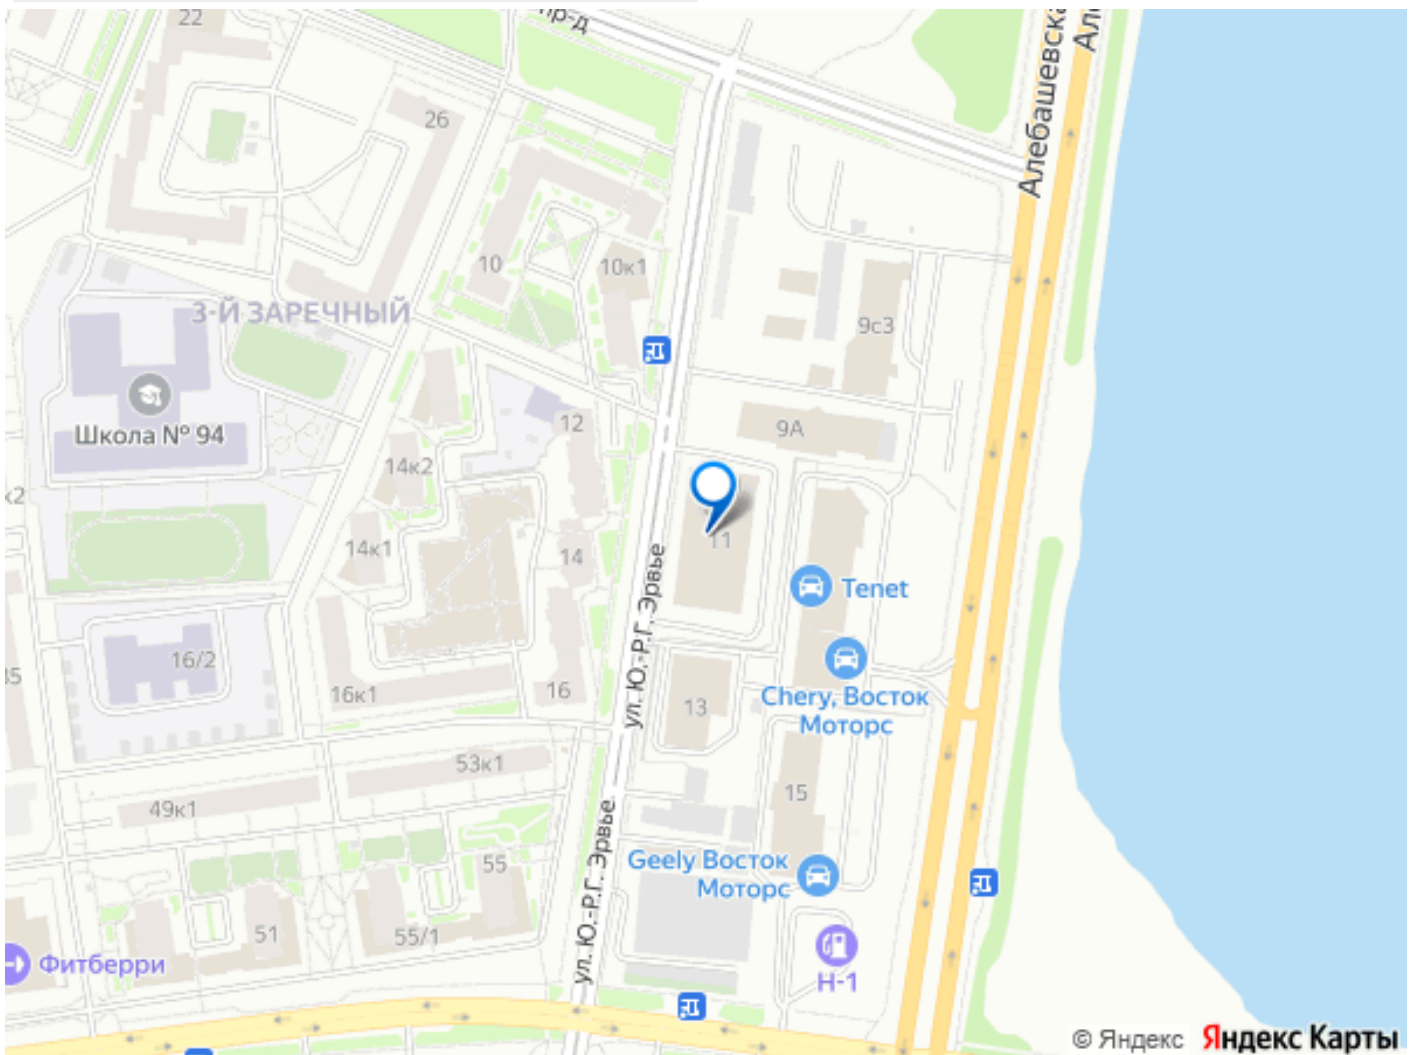 22
пр-д
Алебашевска
Але
26
10
10к1
3-Й ЗАРЕЧНЫЙ
9с3
Школа № 94
12
9А
14к2
к2
14к1
14
11
ул. Ю.-Р.Г. Эрвье
Tenet
16/2
35
16к1
16
13
Chery, Восток
Моторс
53к1
49к1
15
ул. Ю.-Р.Г. Эрвье
55
Geely Восток
Моторс
51
55/1
Фитберри
Н-1
© Яндекс Яндекс Карты